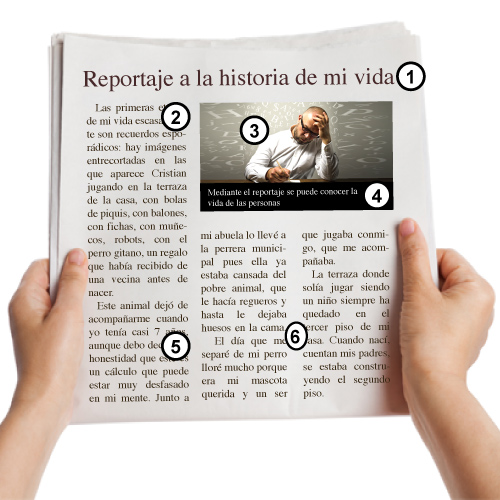 Reportaje a la historia de mi vida
1
Las primeras
2
de mi vida
te son recuerdos espo-
rádicos: hay imágenes
entrecortadas en las
que aparece Cristian
jugando en la terraza
de la casa, con bolas
de piquis, con balones,
con fichas, con muñe-
cos, robots, con el
perro gitano, un regalo
que había recibido de
una vecina antes de
nacer.
Este animal dejó de
acompañarme cuando
yo tenía casi 7
aunque debo
5
honestidad que
un cálculo que puede
estar muy desfasado
en mi mente. Junto a
3
Mediante el reportaje se puede conocer la
vida de las personas
4
mi abuela lo llevé a
la perrera munici-
pal pues ella ya
estaba cansada del
pobre animal, que
le hacía regueros y
hasta le dejaba
huesos en la cama
El día que me
6
separé de mi perro
lloré mucho porque
era mi mascota
querida y un ser
que jugaba conmi-
go, que me acom-
pañaba.
La terraza donde
solía jugar siendo
un niño siempre ha
quedado en el
piso de mi
Cuando nací,
cuentan mis padres,
se estaba constru-
yendo el segundo
piso.